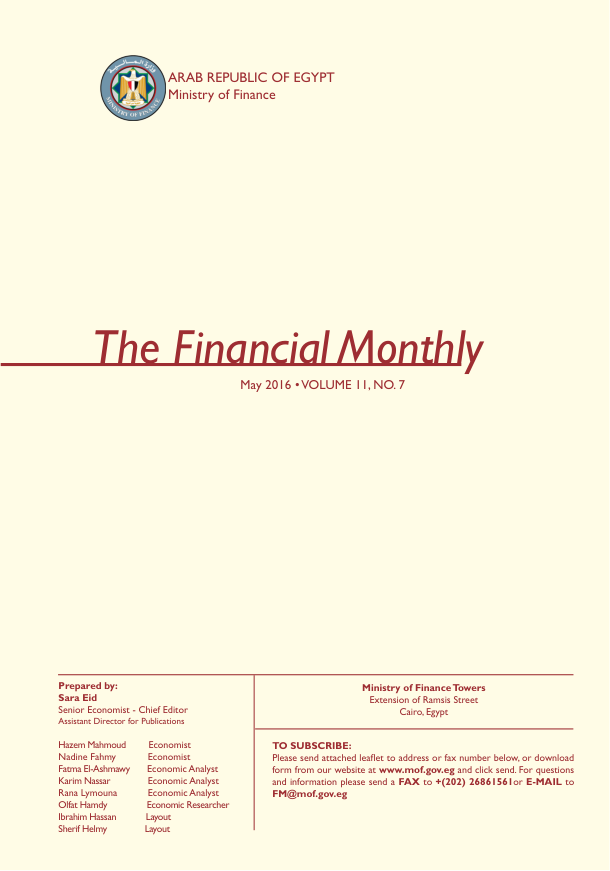 وزارة المالية
MINISTRY OF FINANCE
ARAB REPUBLIC OF EGYPT
Ministry of Finance
The Financial Monthly
May 2016 • VOLUME 11, NO. 7
Prepared by:
Sara Eid
Senior Economist - Chief Editor
Assistant Director for Publications
Hazem Mahmoud Economist
Nadine Fahmy Economist
Fatma El-Ashmawy Economic Analyst
Karim Nassar Economic Analyst
Rana Lymouna Economic Analyst
Olfat Hamdy Economic Researcher
Ibrahim Hassan Layout
Sherif Helmy Layout
Ministry of Finance Towers
Extension of Ramsis Street
Cairo, Egypt
TO SUBSCRIBE:
Please send attached leaflet to address or fax number below, or download
form from our website at www.mof.gov.eg and click send. For questions
and information please send a FAX to +(202) 26861561or E-MAIL to
FM@mof.gov.eg